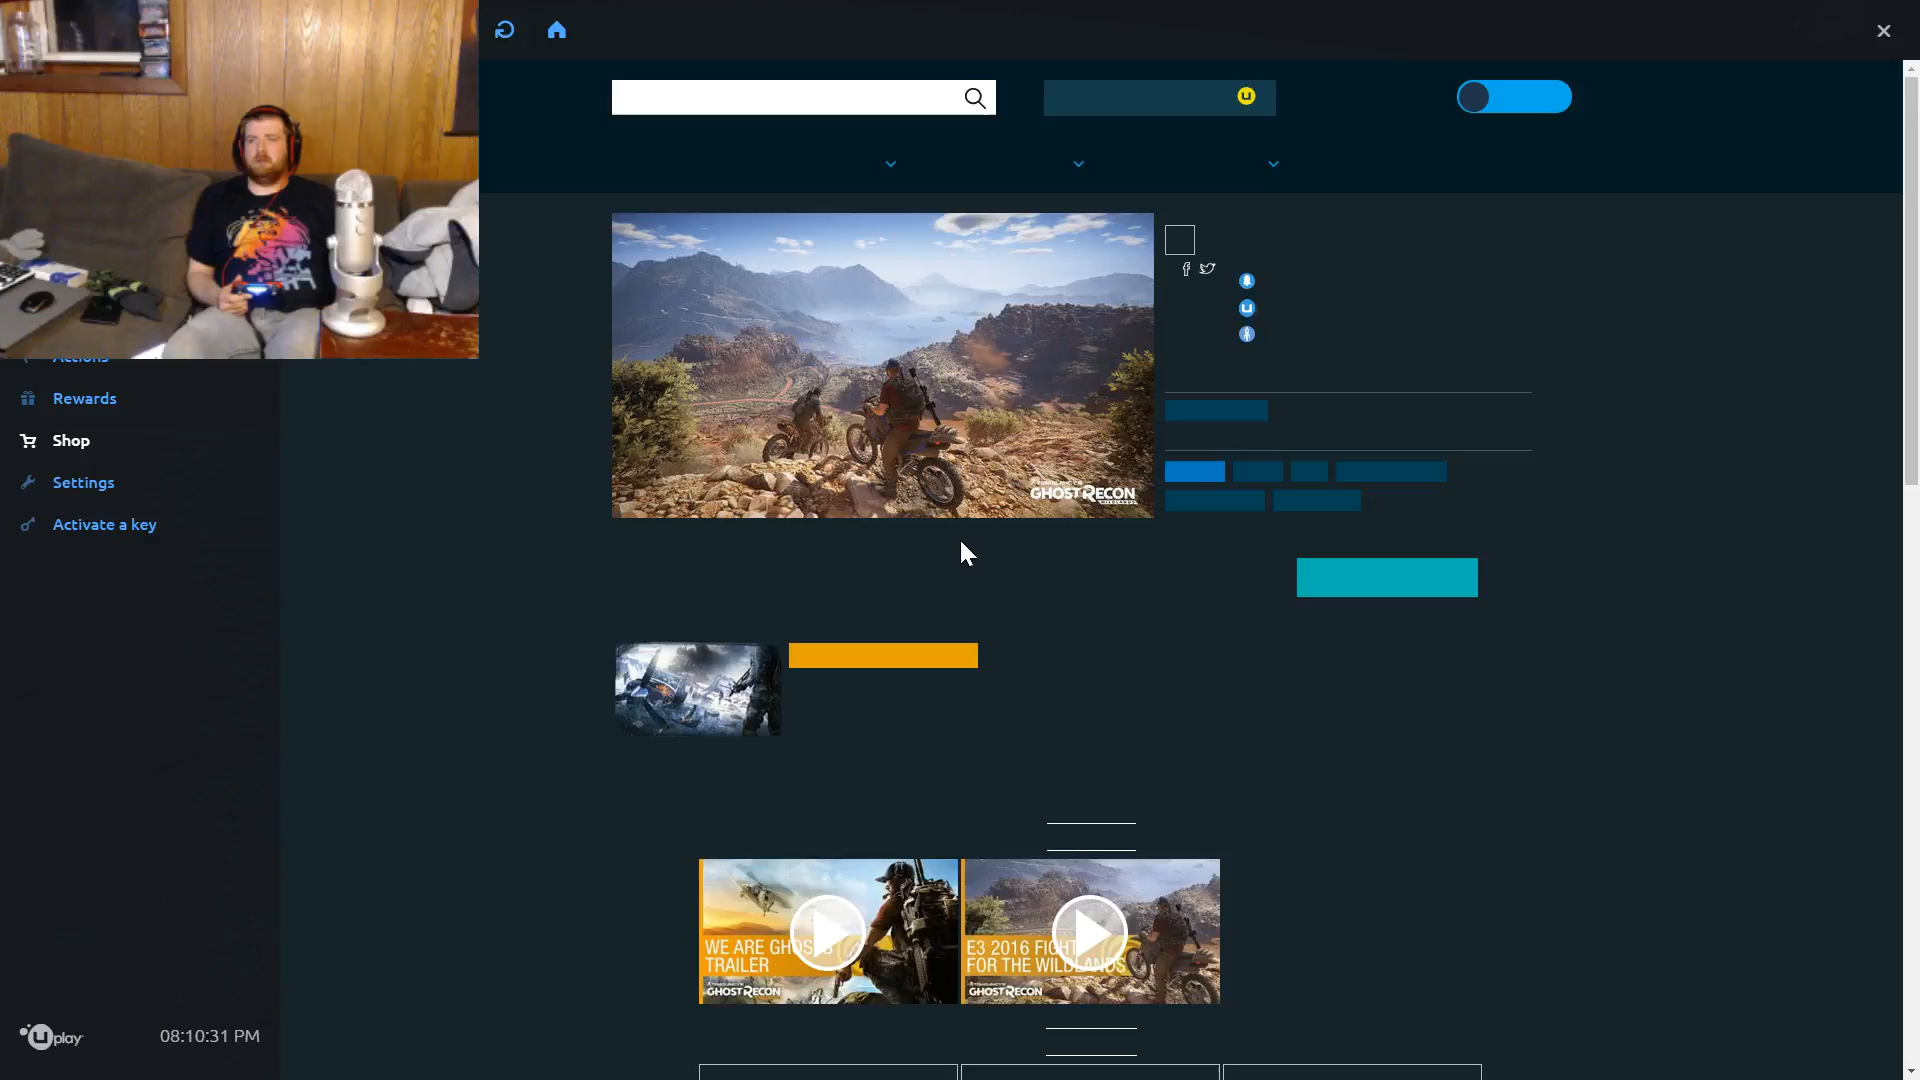 Actions
Rewards
Shop
Settings
Activate a key
GHOST RECON
WILDLANDS
WE ARE GHOSTS
TRAILER
GHOST RECON
E3 2016 FIGHT
FOR THE WILDLANDS
GHOST RECON
uplay
08:10:31 PM